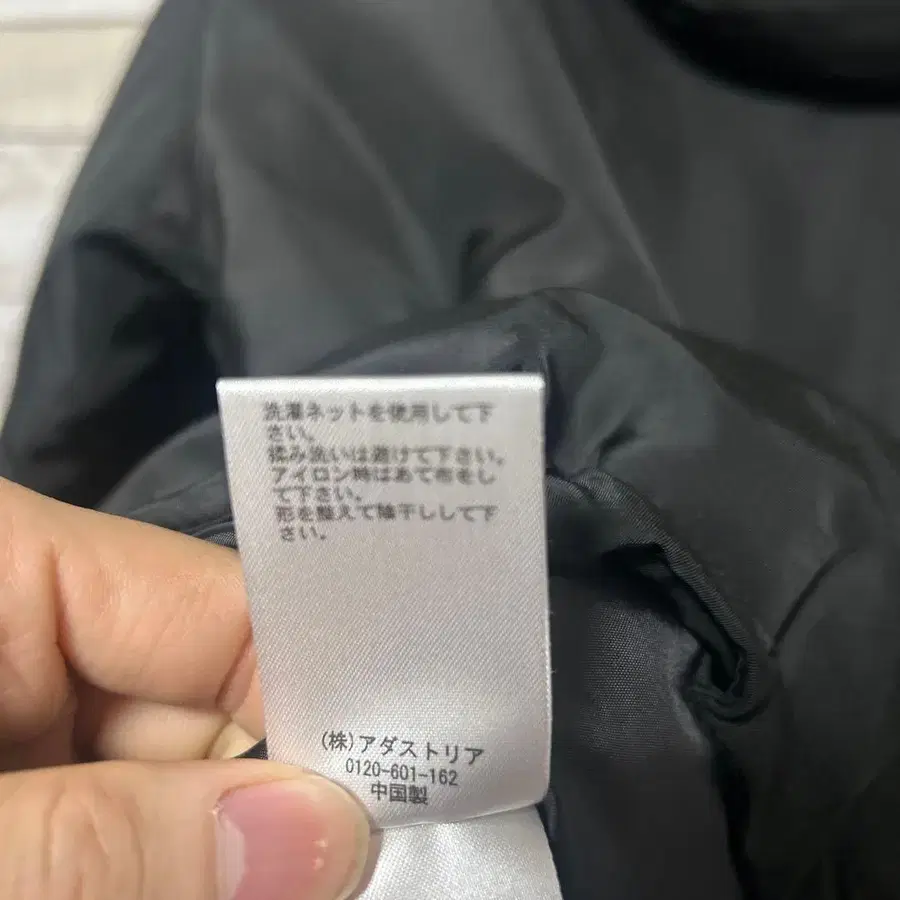 洗濯ネットを使用して下
さい。
揉み洗いは避けて下さい。
アイロン時はあて布をし
て下さい。
形を整えて陰干しして下
さい。
(株)アダストリア
0120-601-162
中国製